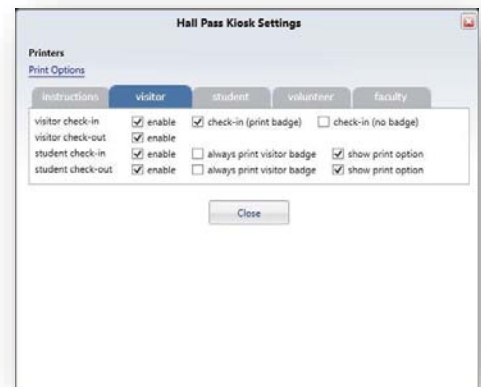 Hall Pass Kiosk Settings
Printers
Print Options
instructions visitor student volunteer faculty
visitor check-in enable check-in (print badge) check-in (no badge)
visitor check-out enable
student check-in enable always print visitor badge show print option
student check-out enable always print visitor badge show print option
Close